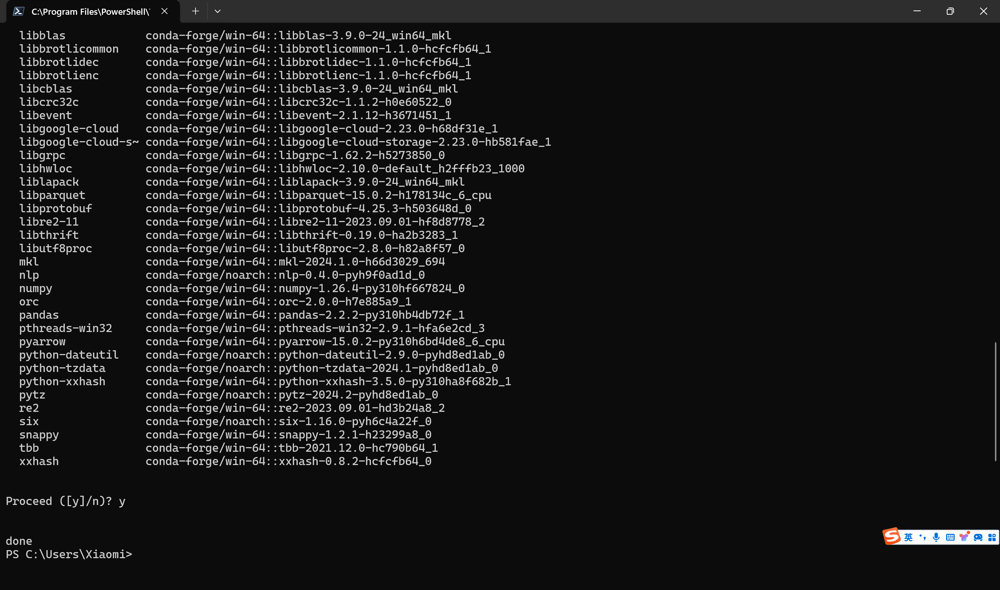 C:\Program Files\PowerShell\
libblas conda-forge/win-64::libblas-3.9.0-24_win64_mkl
libbrotlicommon conda-forge/win-64::libbrotlicommon-1.1.0-hcfcfb64_1
libbrotlidec conda-forge/win-64::libbrotlidec-1.1.0-hcfcfb64_1
libbrotlienc conda-forge/win-64::libbrotlienc-1.1.0-hcfcfb64_1
libcblas conda-forge/win-64::libcblas-3.9.0-24_win64_mkl
libcrc32c conda-forge/win-64::libcrc32c-1.1.2-h0e60522_0
libevent conda-forge/win-64::libevent-2.1.12-h3671451_1
libgoogle-cloud conda-forge/win-64::libgoogle-cloud-2.23.0-h68df31e_1
libgoogle-cloud-s~ conda-forge/win-64::libgoogle-cloud-storage-2.23.0-hb581fae_1
libgrpc conda-forge/win-64::libgrpc-1.62.2-h5273850_0
libhwloc conda-forge/win-64::libhwloc-2.10.0-default_h2fffb23_1000
liblapack conda-forge/win-64::liblapack-3.9.0-24_win64_mkl
libparquet conda-forge/win-64::libparquet-15.0.2-h178134c_6_cpu
libprotobuf conda-forge/win-64::libprotobuf-4.25.3-h503648d_0
libre2-11 conda-forge/win-64::libre2-11-2023.09.01-hf8d8778_2
libthrift conda-forge/win-64::libthrift-0.19.0-ha2b3283_1
libutf8proc conda-forge/win-64::libutf8proc-2.8.0-h82a8f57_0
mkl conda-forge/win-64::mkl-2024.1.0-h66d3029_694
nlp conda-forge/noarch::nlp-0.4.0-pyh9f0ad1d_0
numpy conda-forge/win-64::numpy-1.26.4-py310hf667824_0
orc conda-forge/win-64::orc-2.0.0-h7e885a9_1
pandas conda-forge/win-64::pandas-2.2.2-py310hb4db72f_1
pthreads-win32 conda-forge/win-64::pthreads-win32-2.9.1-hfa6e2cd_3
pyarrow conda-forge/win-64::pyarrow-15.0.2-py310h6bd4de8_6_cpu
python-dateutil conda-forge/noarch::python-dateutil-2.9.0-pyhd8ed1ab_0
python-tzdata conda-forge/noarch::python-tzdata-2024.1-pyhd8ed1ab_0
python-xxhash conda-forge/win-64::python-xxhash-3.5.0-py310ha8f682b_1
pytz conda-forge/noarch::pytz-2024.2-pyhd8ed1ab_0
re2 conda-forge/win-64::re2-2023.09.01-hd3b24a8_2
six conda-forge/noarch::six-1.16.0-pyh6c4a22f_0
snappy conda-forge/win-64::snappy-1.2.1-h23299a8_0
tbb conda-forge/win-64::tbb-2021.12.0-hc790b64_1
xxhash conda-forge/win-64::xxhash-0.8.2-hcfcfb64_0
Proceed ([y]/n)? y
done
英
PS C:\Users\Xiaomi>